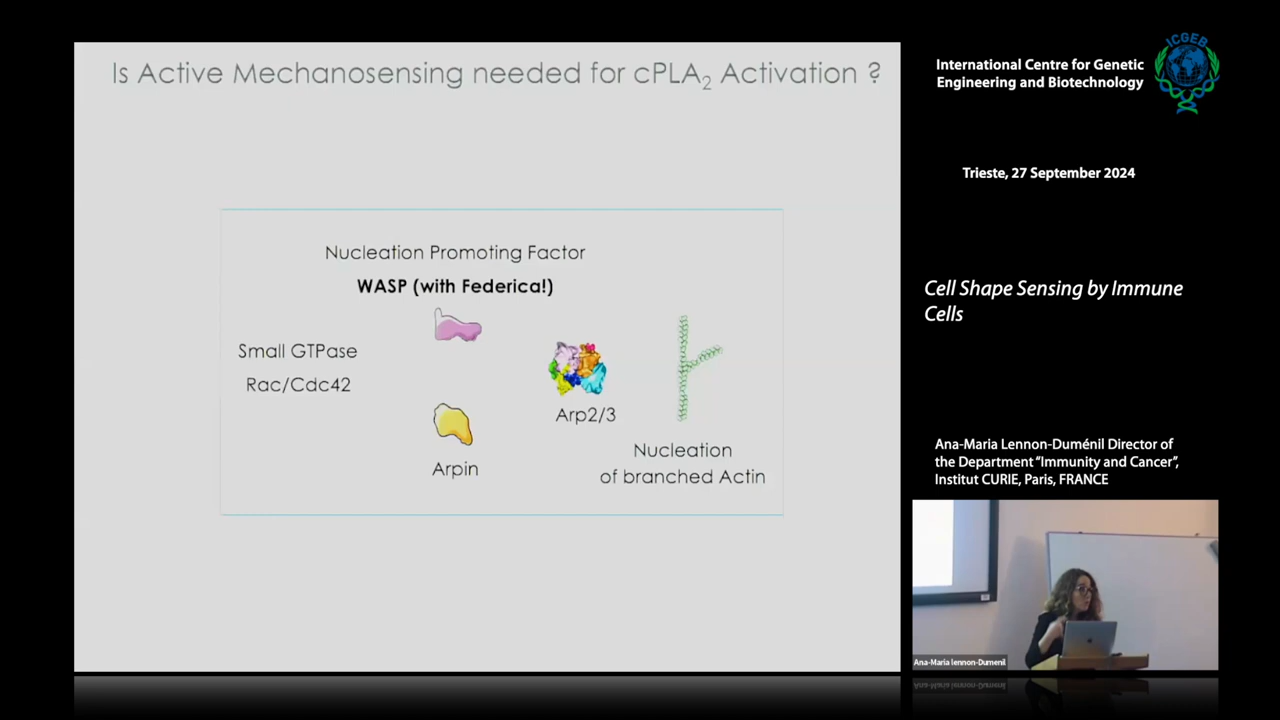 Is Active Mechanosensing needed for cPLA2 Activation ?
Nucleation Promoting Factor
WASP (with Federica!)
Small GTPase
Rac/Cdc42
Arp2/3
Arpin
Nucleation
of branched Actin
ICGEB
International Centre for Genetic
Engineering and Biotechnology
Trieste, 27 September 2024
Cell Shape Sensing by Immune
Cells
Ana-Maria Lennon-Duménil Director of
the Department “Immunity and Cancer”,
Institut CURIE, Paris, FRANCE
Ana-Maria lennon-Dumenil